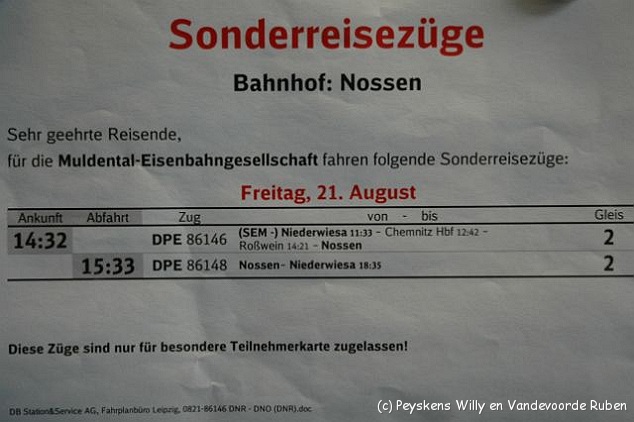 Sonderreisezüge
Bahnhof: Nossen
Sehr geehrte Reisende,
für die Muldental-Eisenbahngesellschaft fahren folgende Sonderreisezüge:
Freitag, 21. August
Ankunft Abfahrt Zug von - bis Gleis
14:32 DPE 86146 (SEM -) Niederwiesa 11:33 - Chemnitz Hbf 12:42 - 2
Roßwein 14:21 - Nossen
15:33 DPE 86148 Nossen- Niederwiesa 18:35 2
Diese Züge sind nur für besondere Teilnehmerkarte zugelassen!
DB Station&Service AG, Fahrplanbüro Leipzig, 0821-86146 DNR - DNO (DNR).doc
(c) Peyskens Willy en Vandevoorde Ruben